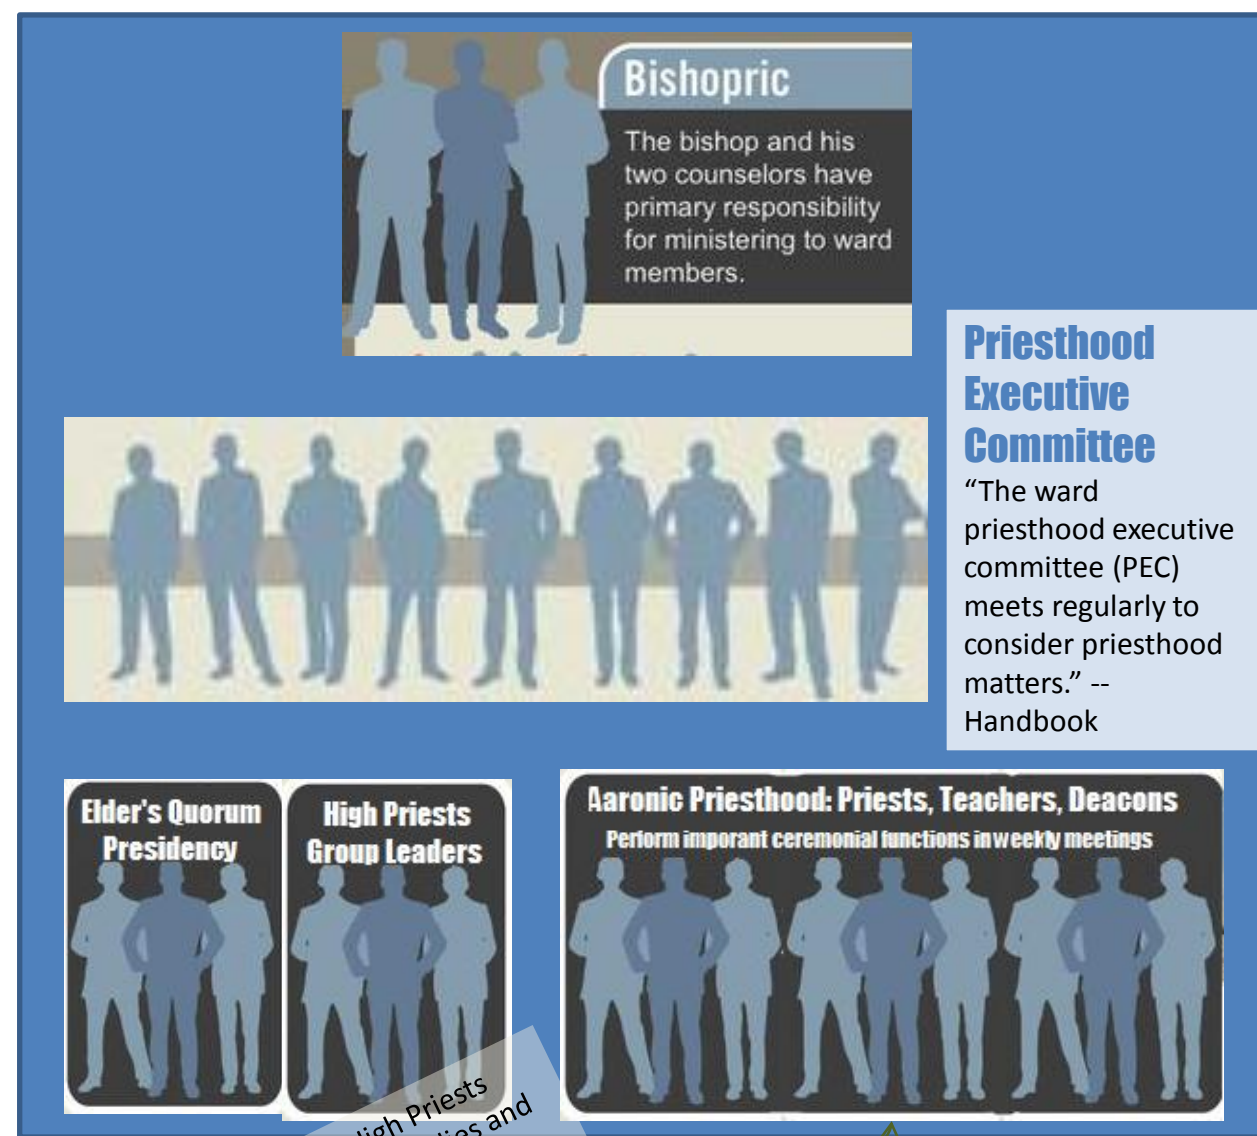 Bishopric
The bishop and his
two counselors have
primary responsibility
for ministering to ward
members.
Priesthood
Executive
Committee
“The ward
priesthood executive
committee (PEC)
meets regularly to
consider priesthood
matters.” --
Handbook
Elder's Quorum
Presidency
High Priests
Group Leaders
Aaronic Priesthood: Priests, Teachers, Deacons
Perform imporant ceremonial functions in weekly meetings
High Priests
and